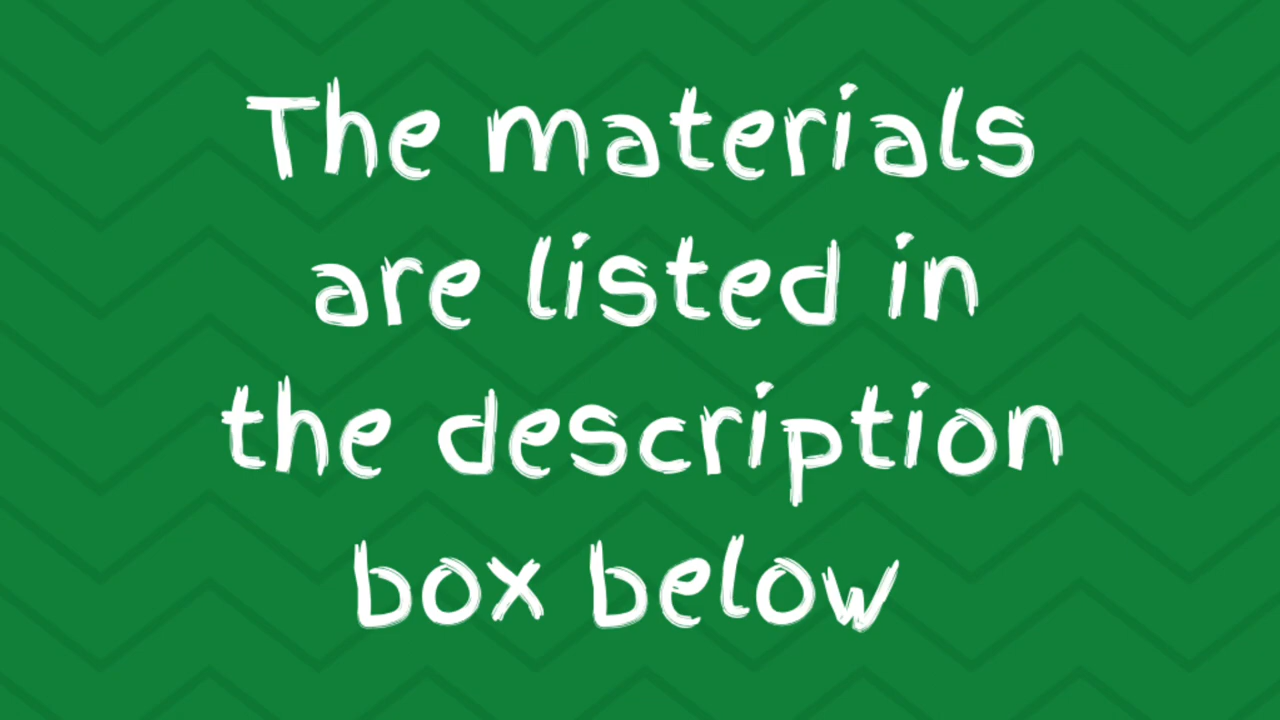 The materials
are listed in
the description
box below